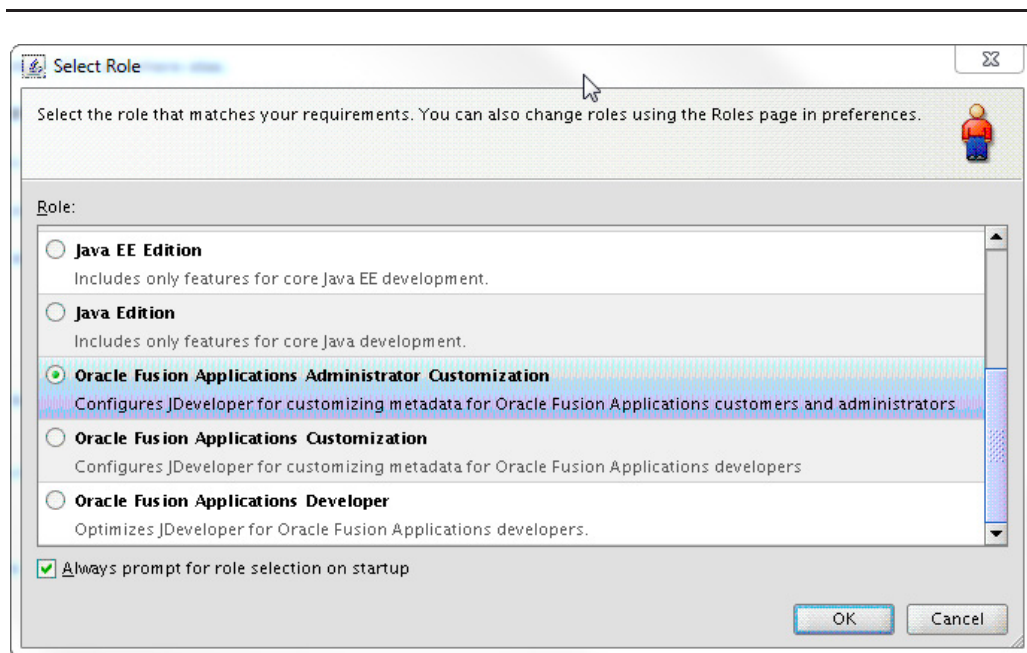 Select Role
Select the role that matches your requirements. You can also change roles using the Roles page in preferences.
Role:
Java EE Edition
Includes only features for core Java EE development.
Java Edition
Includes only features for core Java development.
Oracle Fusion Applications Administrator Customization
Configures JDeveloper for customizing metadata for Oracle Fusion Applications customers and administrators
Oracle Fusion Applications Customization
Configures JDeveloper for customizing metadata for Oracle Fusion Applications developers
Oracle Fusion Applications Developer
Optimizes JDeveloper for Oracle Fusion Applications developers.
Always prompt for role selection on startup
OK Cancel